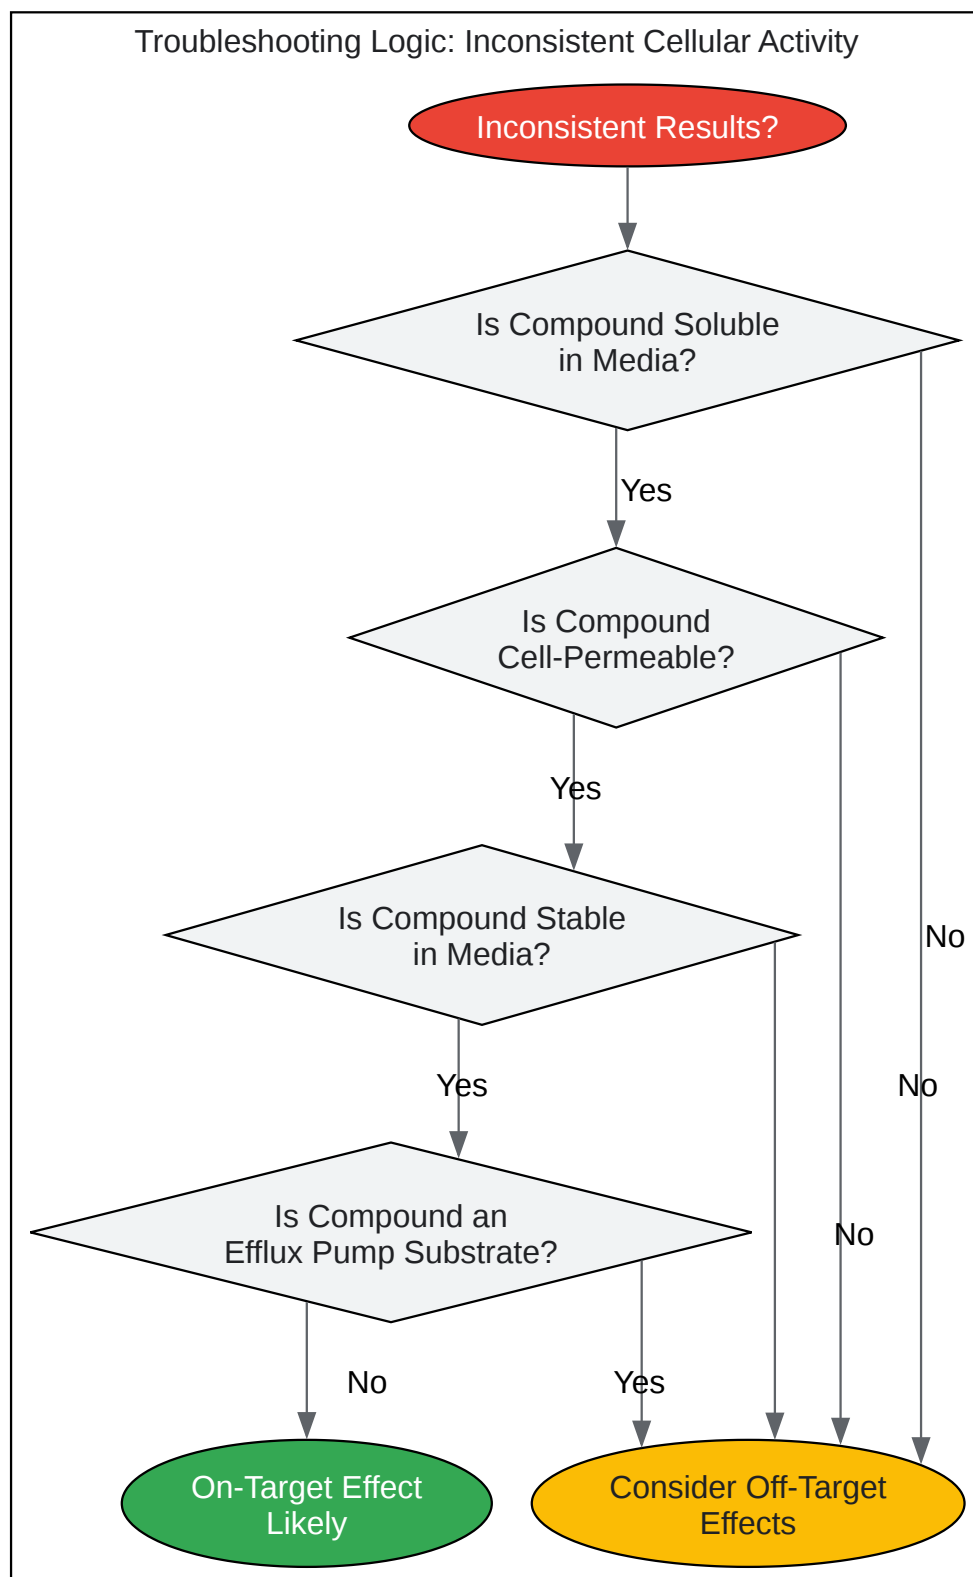 Troubleshooting Logic: Inconsistent Cellular Activity
Inconsistent Results?
Is Compound Soluble
in Media?
Yes
Is Compound
Cell-Permeable?
Yes
Is Compound Stable
in Media?
No
Yes
No
Is Compound an
Efflux Pump Substrate?
No
No
Yes
On-Target Effect
Likely
Consider Off-Target
Effects